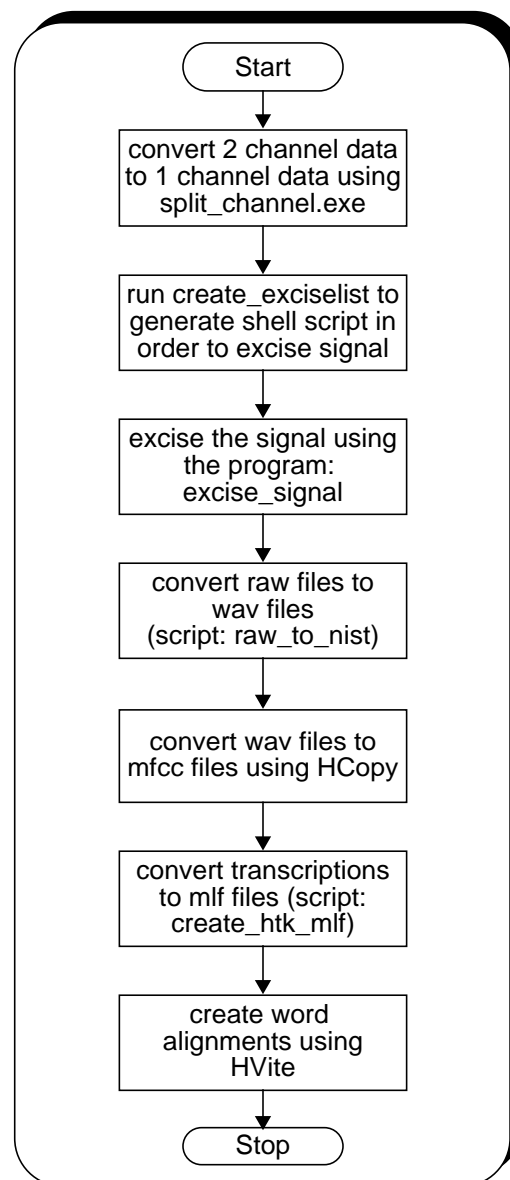 Start
convert 2 channel data
to 1 channel data using
split_channel.exe
run create_exciselist to
generate shell script in
order to excise signal
excise the signal using
the program:
excise_signal
convert raw files to
wav files
(script: raw_to_nist)
convert wav files to
mfcc files using HCopy
convert transcriptions
to mlf files (script:
create_htk_mlf)
create word
alignments using
HVite
Stop